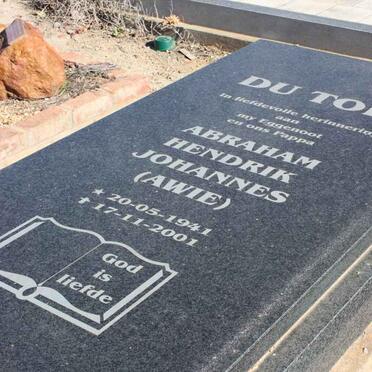 DU TOI
In liefdevolle herinnering
aan
my Eggenoot
en ons Pappa
ABRAHAM
HENDRIK
JOHANNES
(AWIE)
* 20-05-1941
✝ 17-11-2001
God
is
liefde